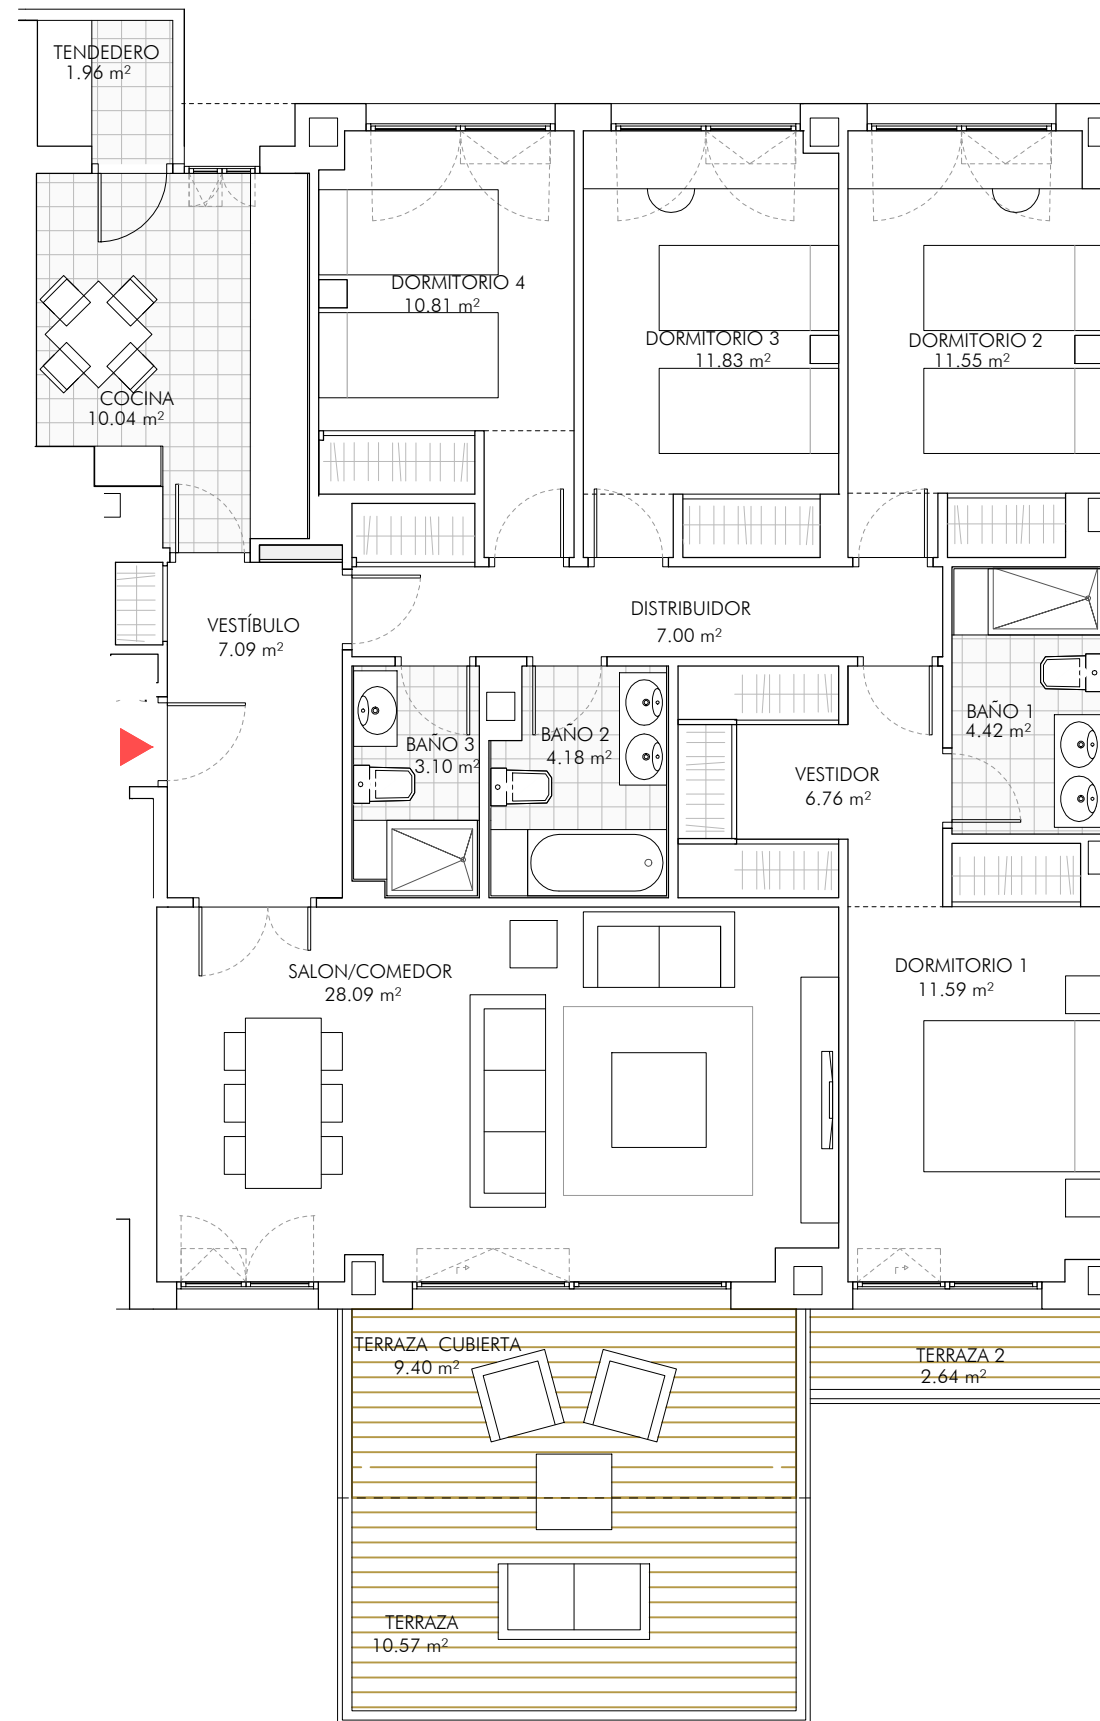 TENDEDERO
1.96 m²
DORMITORIO 4
10.81 m²
DORMITORIO 3
11.83 m²
DORMITORIO 2
11.55 m²
COCINA
10.04 m²
VESTÍBULO
7.09 m²
DISTRIBUIDOR
7.00 m²
BAÑO 3
3.10 m²
BAÑO 2
4.18 m²
VESTIDOR
6.76 m²
BAÑO 1
4.42 m²
SALON/COMEDOR
28.09 m²
DORMITORIO 1
11.59 m²
TERRAZA CUBIERTA
9.40 m²
TERRAZA 2
2.64 m²
TERRAZA
10.57 m²